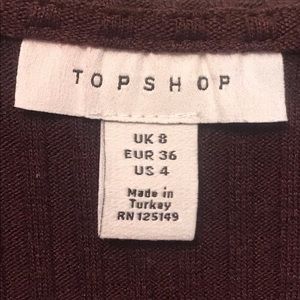 TOPSHOP
UK 8
EUR 36
US 4
Made in
Turkey
RN 125149